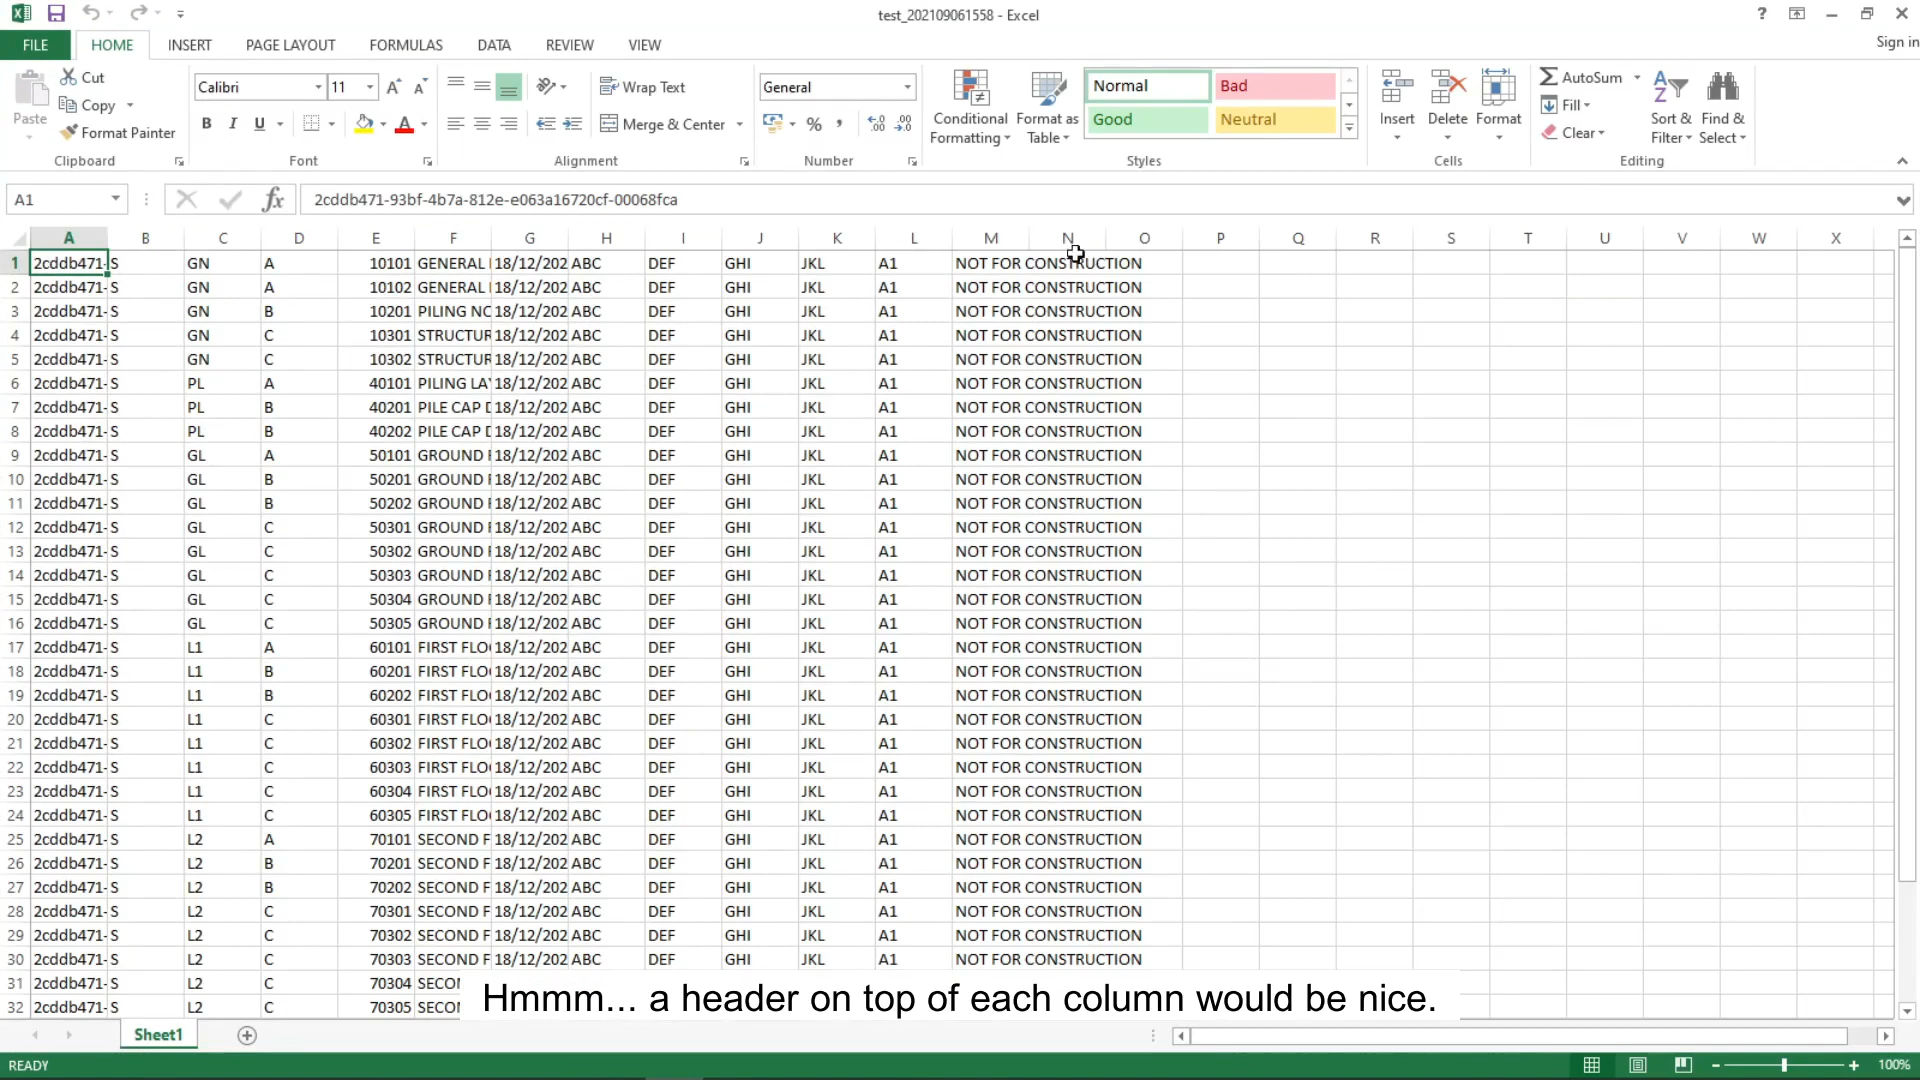 test_202109061558 - Excel
Sign in
FILE HOME INSERT PAGE LAYOUT FORMULAS DATA REVIEW VIEW
Paste
Cut
Copy
Format Painter
Clipboard
Calibri 11
B I U
Font
Wrap Text
Merge & Center
Alignment
General
Number
Conditional Formatting
Format as Table
Normal Bad
Good Neutral
Styles
Insert Delete Format
Cells
AutoSum
Fill
Clear
Sort & Filter
Find & Select
Editing
A1 fx 2cddb471-93bf-4b7a-812e-e063a16720cf-00068fca
A B C D E F G H I J K L M N O P Q R S T U V W X
1 2cddb471- S GN A 10101 GENERAL 18/12/202 ABC DEF GHI JKL A1 NOT FOR CONSTRUCTION
2 2cddb471- S GN A 10102 GENERAL 18/12/202 ABC DEF GHI JKL A1 NOT FOR CONSTRUCTION
3 2cddb471- S GN B 10201 PILING NO 18/12/202 ABC DEF GHI JKL A1 NOT FOR CONSTRUCTION
4 2cddb471- S GN C 10301 STRUCTUR 18/12/202 ABC DEF GHI JKL A1 NOT FOR CONSTRUCTION
5 2cddb471- S GN C 10302 STRUCTUR 18/12/202 ABC DEF GHI JKL A1 NOT FOR CONSTRUCTION
6 2cddb471- S PL A 40101 PILING LAY 18/12/202 ABC DEF GHI JKL A1 NOT FOR CONSTRUCTION
7 2cddb471- S PL B 40201 PILE CAP D 18/12/202 ABC DEF GHI JKL A1 NOT FOR CONSTRUCTION
8 2cddb471- S PL B 40202 PILE CAP D 18/12/202 ABC DEF GHI JKL A1 NOT FOR CONSTRUCTION
9 2cddb471- S GL A 50101 GROUND F 18/12/202 ABC DEF GHI JKL A1 NOT FOR CONSTRUCTION
10 2cddb471- S GL B 50201 GROUND F 18/12/202 ABC DEF GHI JKL A1 NOT FOR CONSTRUCTION
11 2cddb471- S GL B 50202 GROUND F 18/12/202 ABC DEF GHI JKL A1 NOT FOR CONSTRUCTION
12 2cddb471- S GL C 50301 GROUND F 18/12/202 ABC DEF GHI JKL A1 NOT FOR CONSTRUCTION
13 2cddb471- S GL C 50302 GROUND F 18/12/202 ABC DEF GHI JKL A1 NOT FOR CONSTRUCTION
14 2cddb471- S GL C 50303 GROUND F 18/12/202 ABC DEF GHI JKL A1 NOT FOR CONSTRUCTION
15 2cddb471- S GL C 50304 GROUND F 18/12/202 ABC DEF GHI JKL A1 NOT FOR CONSTRUCTION
16 2cddb471- S GL C 50305 GROUND F 18/12/202 ABC DEF GHI JKL A1 NOT FOR CONSTRUCTION
17 2cddb471- S L1 A 60101 FIRST FLO 18/12/202 ABC DEF GHI JKL A1 NOT FOR CONSTRUCTION
18 2cddb471- S L1 B 60201 FIRST FLO 18/12/202 ABC DEF GHI JKL A1 NOT FOR CONSTRUCTION
19 2cddb471- S L1 B 60202 FIRST FLO 18/12/202 ABC DEF GHI JKL A1 NOT FOR CONSTRUCTION
20 2cddb471- S L1 C 60301 FIRST FLO 18/12/202 ABC DEF GHI JKL A1 NOT FOR CONSTRUCTION
21 2cddb471- S L1 C 60302 FIRST FLO 18/12/202 ABC DEF GHI JKL A1 NOT FOR CONSTRUCTION
22 2cddb471- S L1 C 60303 FIRST FLO 18/12/202 ABC DEF GHI JKL A1 NOT FOR CONSTRUCTION
23 2cddb471- S L1 C 60304 FIRST FLO 18/12/202 ABC DEF GHI JKL A1 NOT FOR CONSTRUCTION
24 2cddb471- S L1 C 60305 FIRST FLO 18/12/202 ABC DEF GHI JKL A1 NOT FOR CONSTRUCTION
25 2cddb471- S L2 A 70101 SECOND F 18/12/202 ABC DEF GHI JKL A1 NOT FOR CONSTRUCTION
26 2cddb471- S L2 B 70201 SECOND F 18/12/202 ABC DEF GHI JKL A1 NOT FOR CONSTRUCTION
27 2cddb471- S L2 B 70202 SECOND F 18/12/202 ABC DEF GHI JKL A1 NOT FOR CONSTRUCTION
28 2cddb471- S L2 C 70301 SECOND F 18/12/202 ABC DEF GHI JKL A1 NOT FOR CONSTRUCTION
29 2cddb471- S L2 C 70302 SECOND F 18/12/202 ABC DEF GHI JKL A1 NOT FOR CONSTRUCTION
30 2cddb471- S L2 C 70303 SECOND F 18/12/202 ABC DEF GHI JKL A1 NOT FOR CONSTRUCTION
31 2cddb471- S L2 C 70304 SECO
32 2cddb471- S L2 C 70305 SECO
Hmmm... a header on top of each column would be nice.
Sheet1
READY
100%